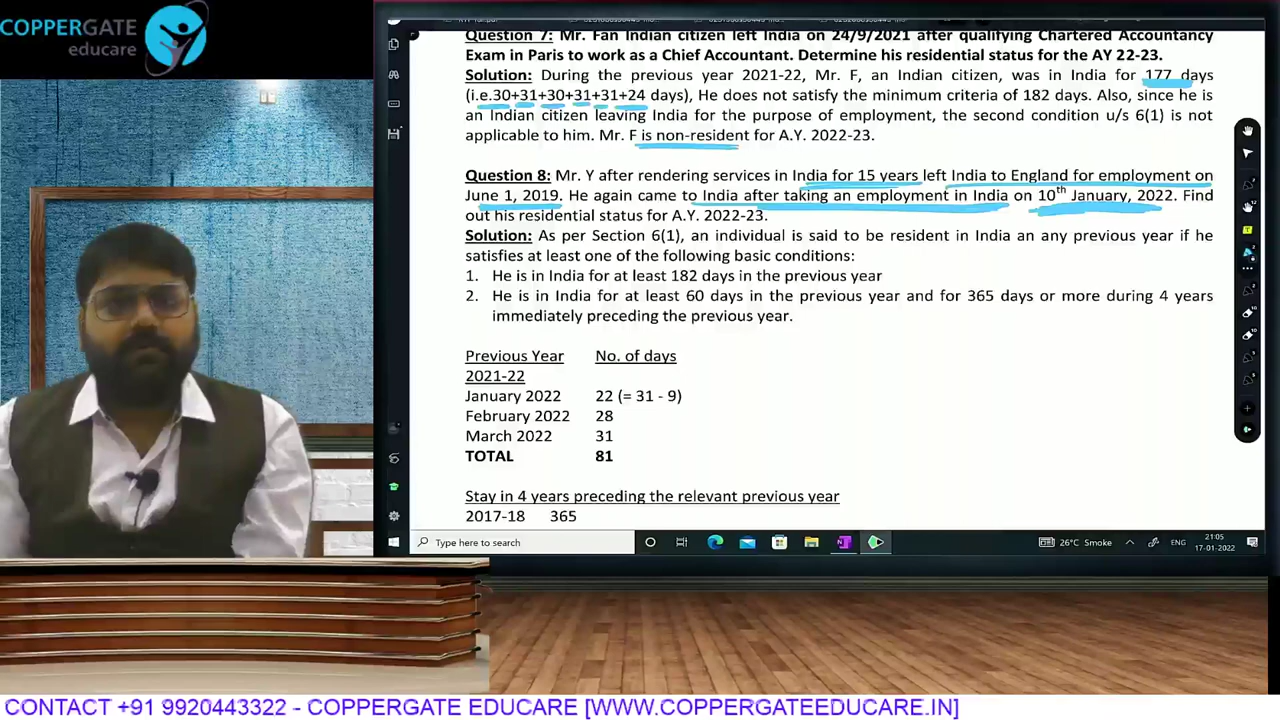 COPPERGATE
educare
Question 7: Mr. Fan Indian citizen left India on 24/9/2021 after qualifying Chartered Accountancy
Exam in Paris to work as a Chief Accountant. Determine his residential status for the AY 22-23.
Solution: During the previous year 2021-22, Mr. F, an Indian citizen, was in India for 177 days
(i.e.30+31+30+31+31+24 days), He does not satisfy the minimum criteria of 182 days. Also, since he is
an Indian citizen leaving India for the purpose of employment, the second condition u/s 6(1) is not
applicable to him. Mr. F is non-resident for A.Y. 2022-23.
Question 8: Mr. Y after rendering services in India for 15 years left India to England for employment on
June 1, 2019. He again came to India after taking an employment in India on 10th January, 2022. Find
out his residential status for A.Y. 2022-23.
Solution: As per Section 6(1), an individual is said to be resident in India an any previous year if he
satisfies at least one of the following basic conditions:
1. He is in India for at least 182 days in the previous year
2. He is in India for at least 60 days in the previous year and for 365 days or more during 4 years
immediately preceding the previous year.
Previous Year No. of days
2021-22
January 2022 22 (= 31 - 9)
February 2022 28
March 2022 31
TOTAL 81
Stay in 4 years preceding the relevant previous year
2017-18 365
Type here to search
26°C Smoke
ENG
21:05
17-01-2022
CONTACT +91 9920443322 - COPPERGATE EDUCARE [WWW.COPPERGATEEDUCARE.IN]